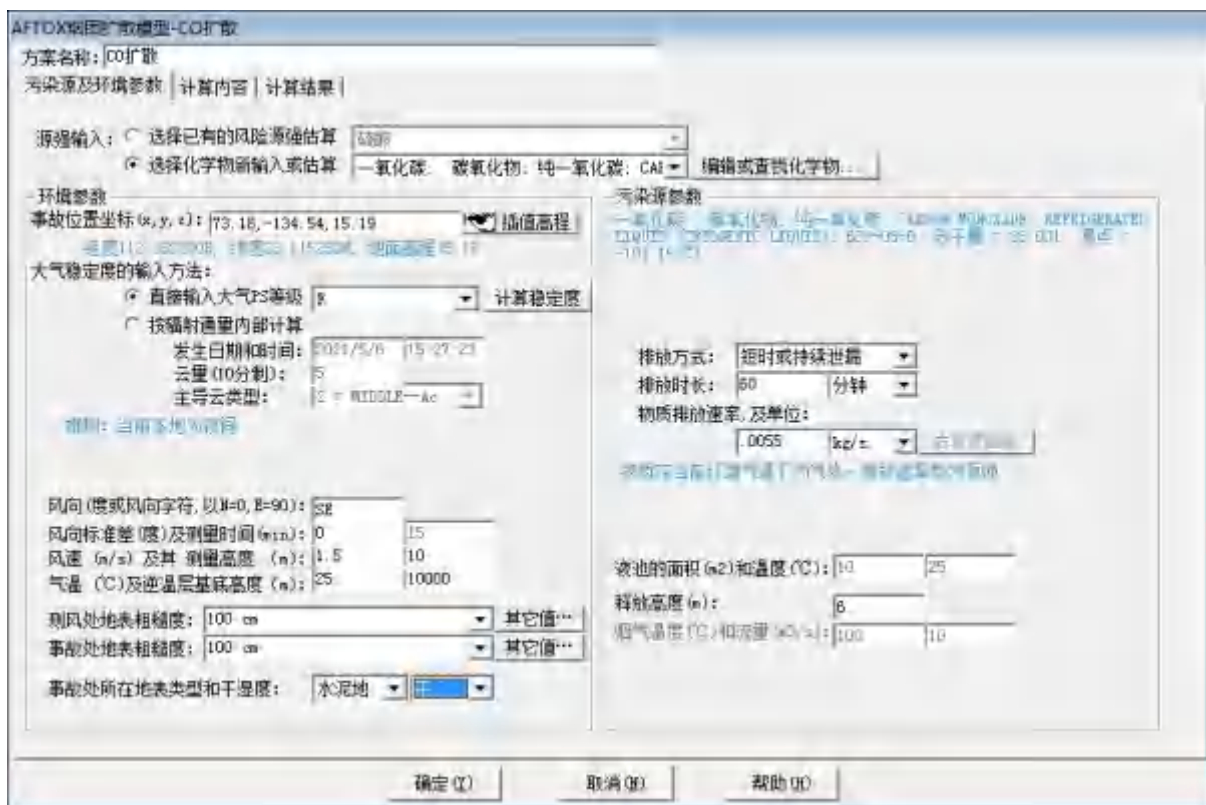 AFTOX烟团扩散模型-CO扩散
方案名称: CO扩散
污染源及环境参数 计算内容 计算结果
源强输入: 选择已有的风险源强估算
选择化学物质输入或估算 一氧化碳; 碳氧化物; 纯一氧化碳; CAR 编辑或查找化学物...
环境参数
事故位置坐标(x,y,z): 73.18,-134.54,15.19 插值高程
大气稳定度的输入方法:
直接输入大气PS等级 计算稳定度
按辐射通量内部计算
发生日期和时间: 2021/5/6 15:27:23
云量(10分制): 5
主导云类型: 2 = MIDDLE--Ac
风向(度或风向字符,以N=0,E=90): SE
风向标准差(度)及测量时间(min): 0 15
风速 (m/s) 及其 测量高度 (m): 1.5 10
气温 (℃)及逆温层基底高度 (m): 25 10000
测风处地表粗糙度: 100 cm 其它值…
事故处地表粗糙度: 100 cm 其它值…
事故处所在地表类型和干湿度: 水泥地 干
污染源参数
排放方式: 短时或持续泄漏
排放时长: 60 分钟
物质排放速率,及单位:
.0055 kg/s
液池的面积(m2)和温度(℃): 10 25
释放高度(m): 6
烟气温度(℃)和流量(m3/s): 100 10
确定(Y) 取消(N) 帮助(H)